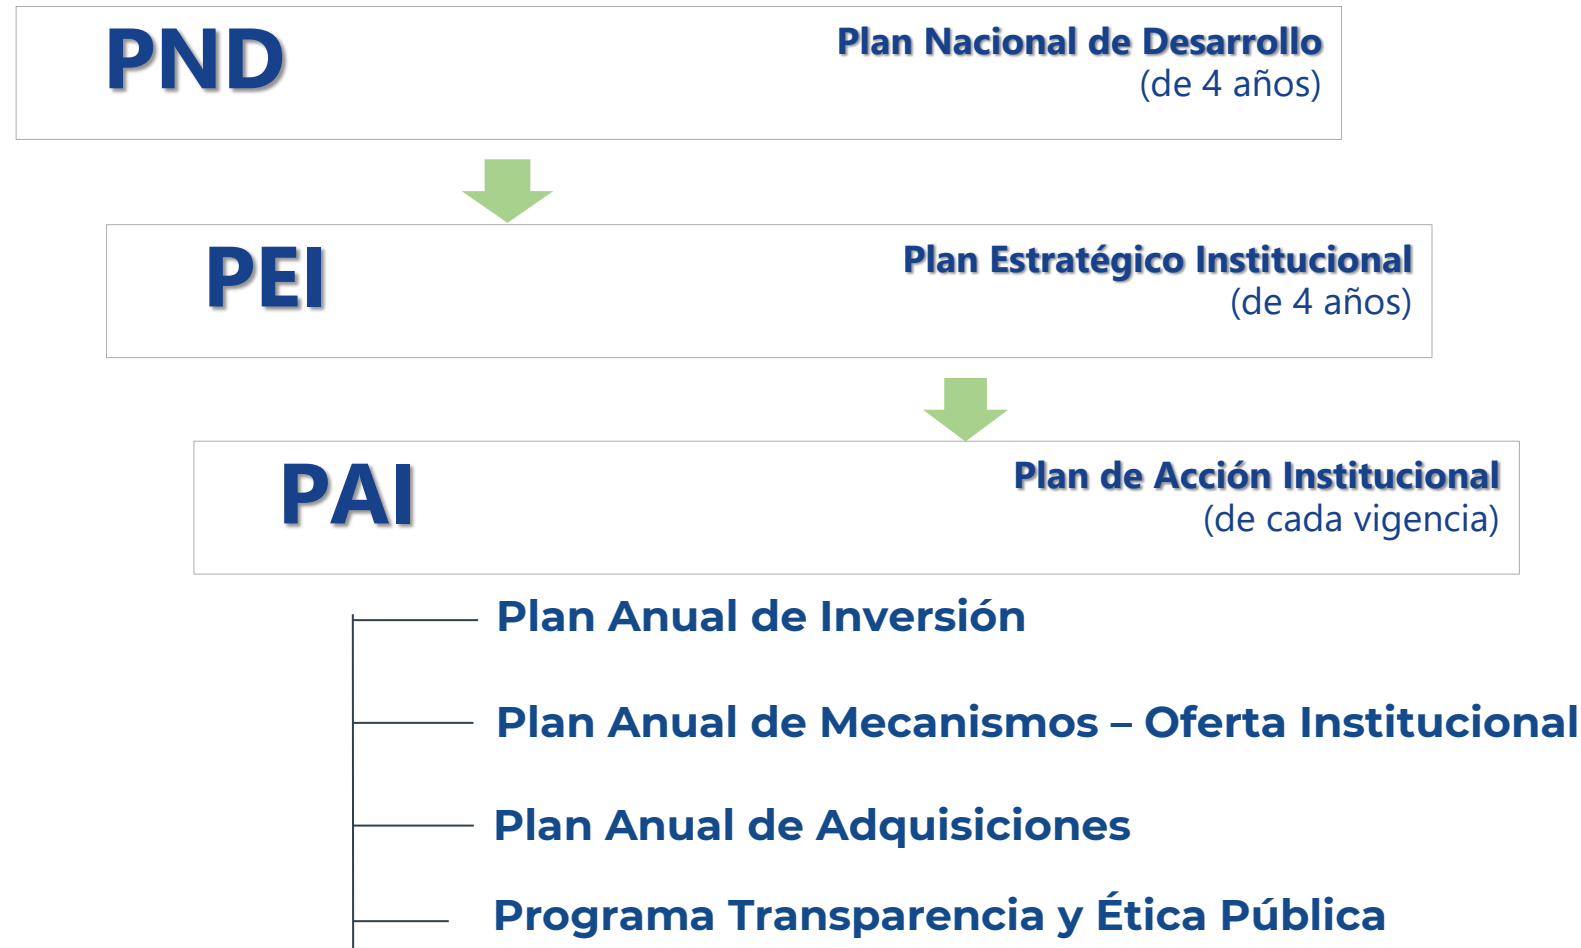 PND
Plan Nacional de Desarrollo
(de 4 años)
PEI
Plan Estratégico Institucional
(de 4 años)
PAI
Plan de Acción Institucional
(de cada vigencia)
Plan Anual de Inversión
Plan Anual de Mecanismos – Oferta Institucional
Plan Anual de Adquisiciones
Programa Transparencia y Ética Pública